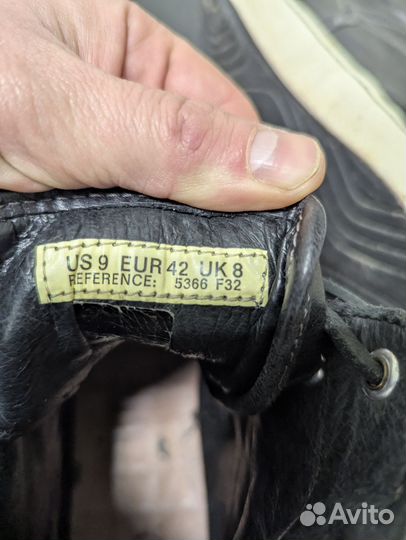 US 9 EUR 42 UK 8
REFERENCE: 5366 F32
Avito